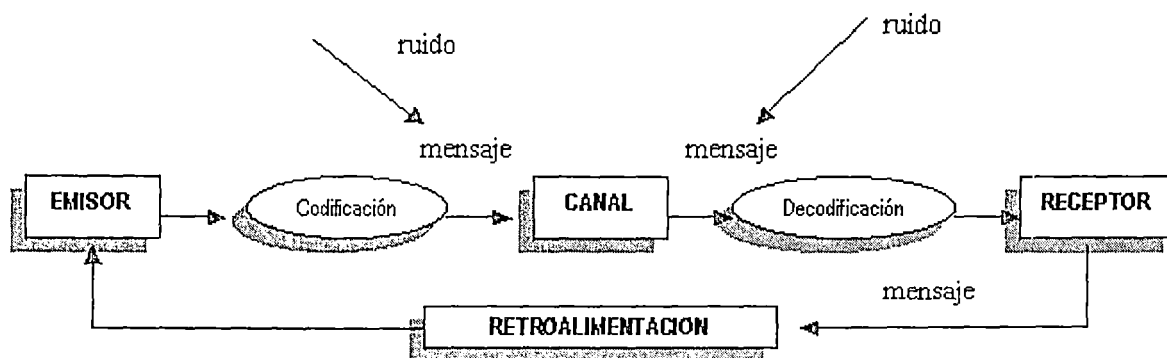 ruido
ruido
mensaje
mensaje
EMISOR
Codificación
CANAL
Decodificación
RECEPTOR
mensaje
RETROALIMENTACION